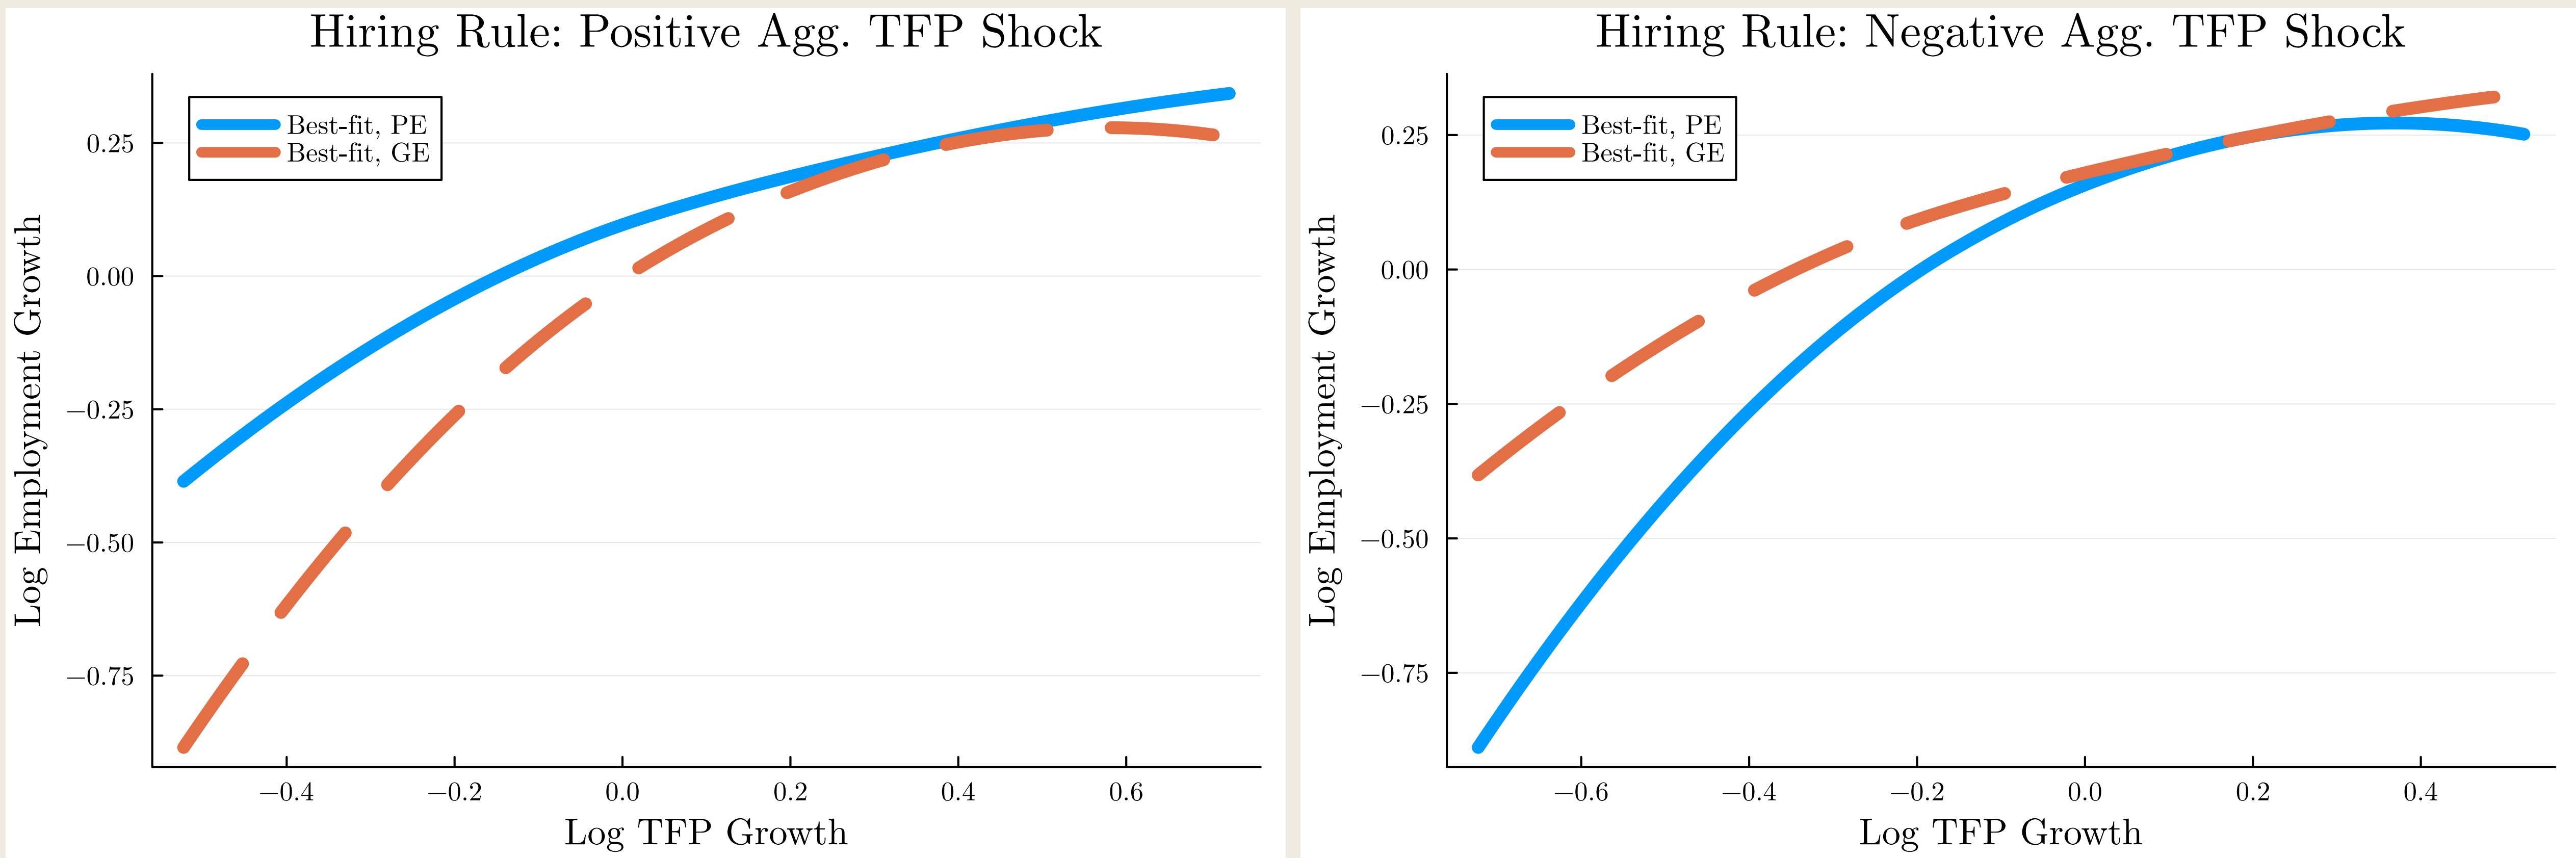 Hiring Rule: Positive Agg. TFP Shock
Best-fit, PE
Best-fit, GE
Log Employment Growth
0.25
0.00
−0.25
−0.50
−0.75
−0.4
−0.2
0.0
0.2
0.4
0.6
Log TFP Growth
Hiring Rule: Negative Agg. TFP Shock
Best-fit, PE
Best-fit, GE
Log Employment Growth
0.25
0.00
−0.25
−0.50
−0.75
−0.6
−0.4
−0.2
0.0
0.2
0.4
Log TFP Growth